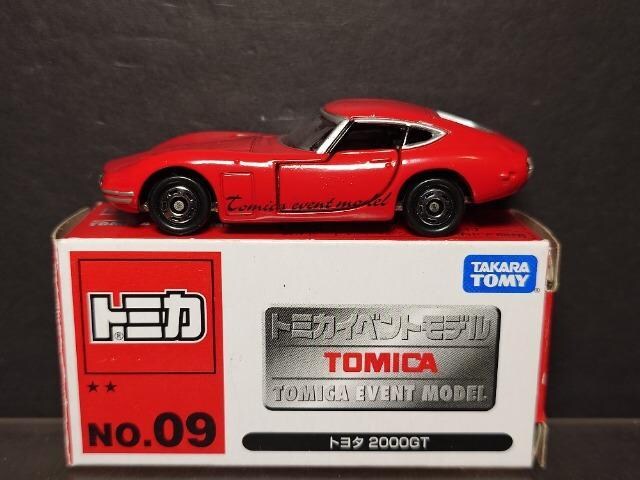 Tomica event model
TAKARA
TOMY
トミカ
トミカイベントモデル
TOMICA
TOMICA EVENT MODEL
★★
NO.09
トヨタ 2000GT